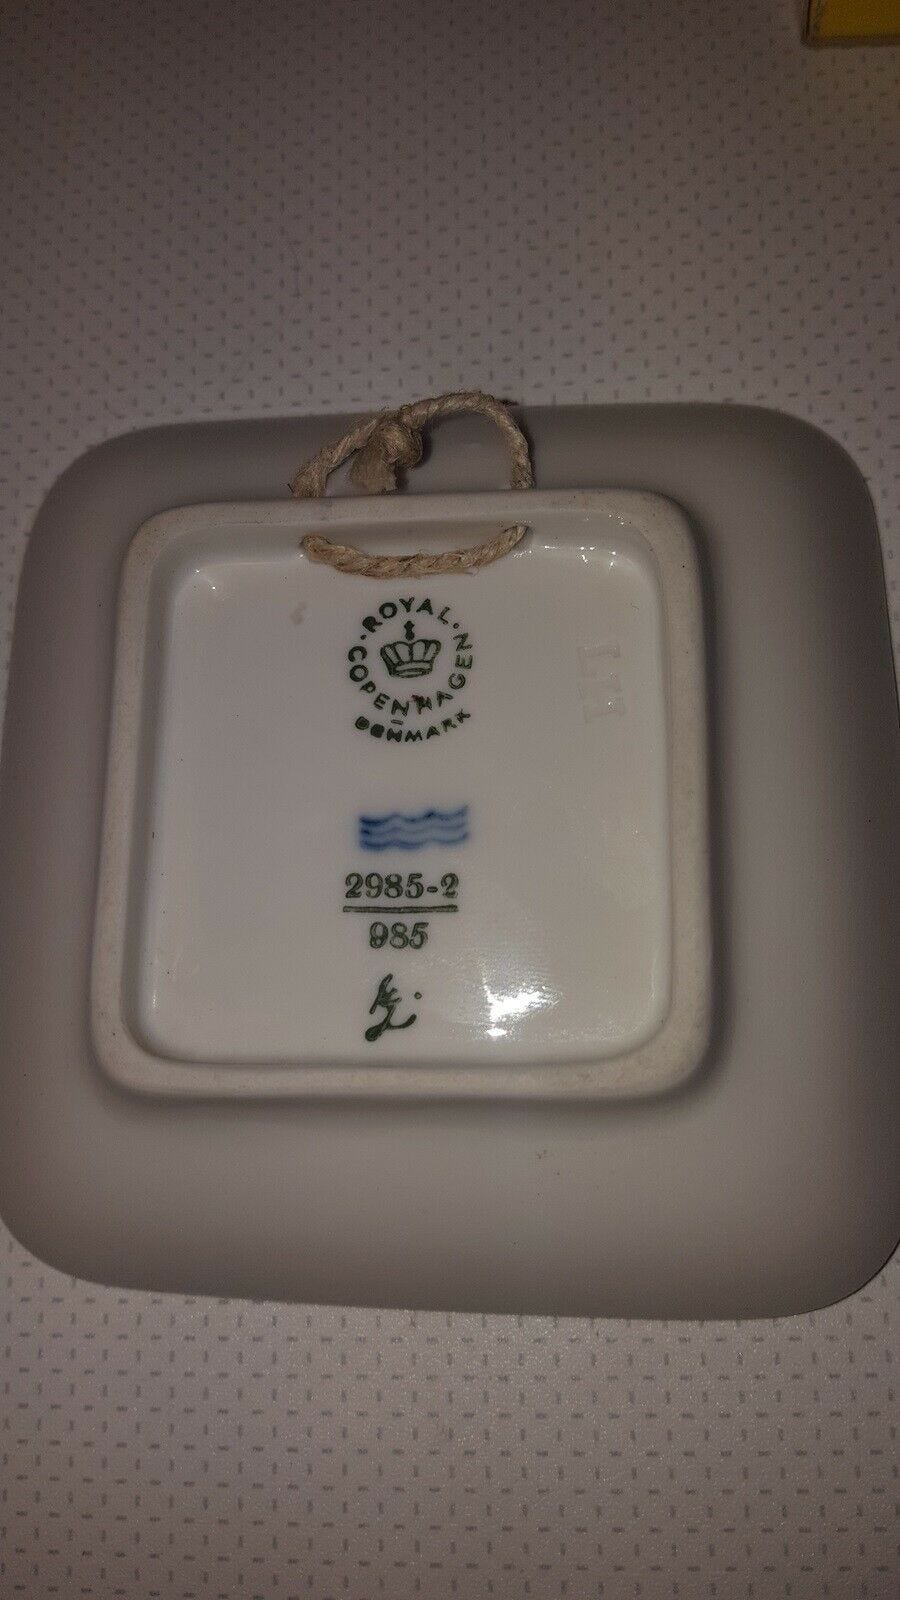 ROYAL
COPENHAGEN
DENMARK
2985-2
985